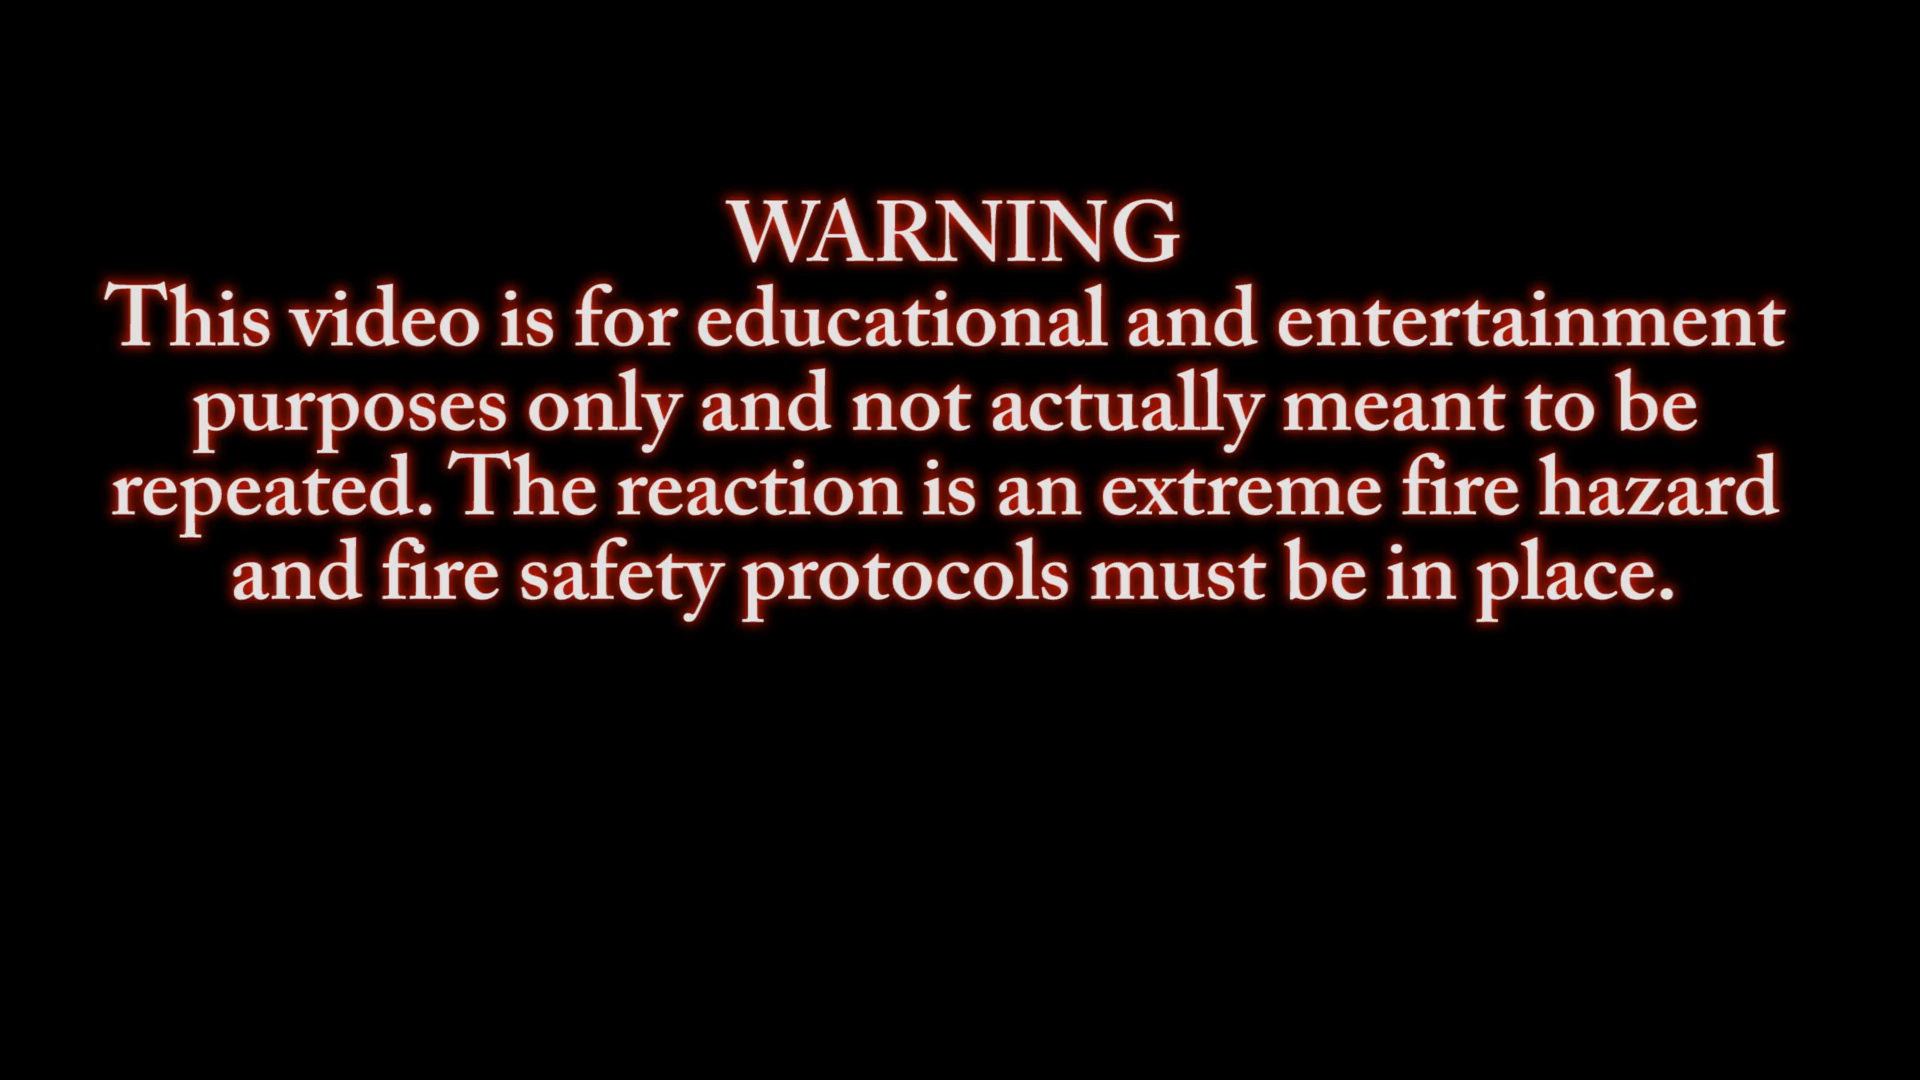 WARNING
This video is for educational and entertainment
purposes only and not actually meant to be
repeated. The reaction is an extreme fire hazard
and fire safety protocols must be in place.